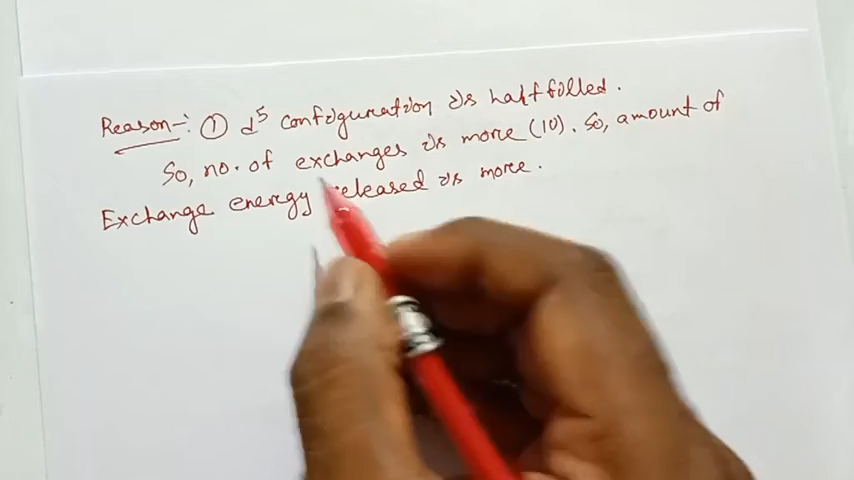 Reason-: ① d⁵ configuration is half filled.
So, no. of exchanges is more (10). So, amount of
Exchange energy released is more.